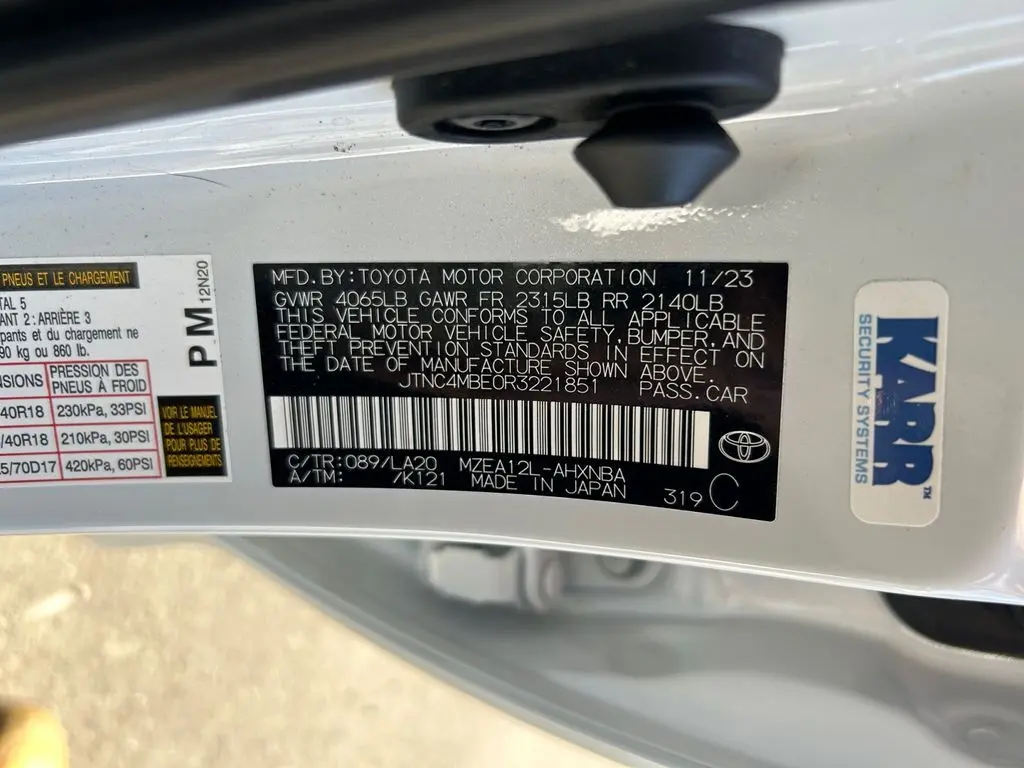 PNEUS ET LE CHARGEMENT
TAL 5
ANT 2 : ARRIÈRE 3
pants et du chargement ne
90 kg ou 860 lb.
NSIONS PRESSION DES PNEUS À FROID
40R18 230kPa, 33PSI
/40R18 210kPa, 30PSI
5/70D17 420kPa, 60PSI
VOIR LE MANUEL
DE L'USAGER
POUR PLUS DE
RENSEIGNEMENTS
PM 12N20
MFD.BY:TOYOTA MOTOR CORPORATION 11/23
GVWR 4065LB GAWR FR 2315LB RR 2140LB
THIS VEHICLE CONFORMS TO ALL APPLICABLE
FEDERAL MOTOR VEHICLE SAFETY,BUMPER,AND
THEFT PREVENTION STANDARDS IN EFFECT ON
THE DATE OF MANUFACTURE SHOWN ABOVE.
JTNC4MBE0R3221851 PASS.CAR
C/TR:089/LA20 MZEA12L-AHXNBA
A/TM: /K121 MADE IN JAPAN 319 C
KARR™
SECURITY SYSTEMS